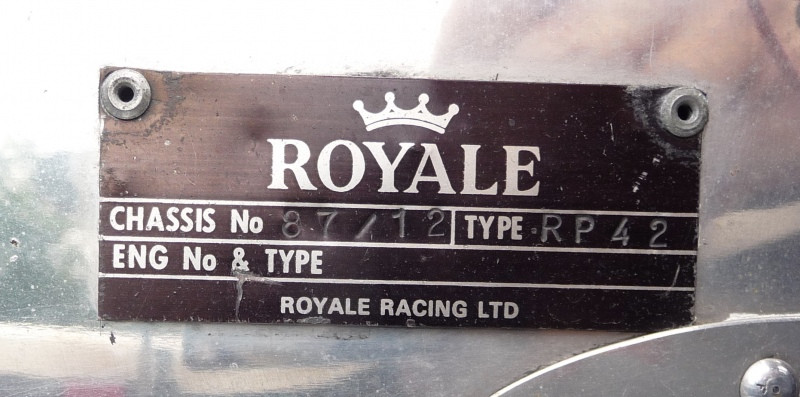 ROYALE
CHASSIS No 87/12 TYPE RP42
ENG No & TYPE
ROYALE RACING LTD